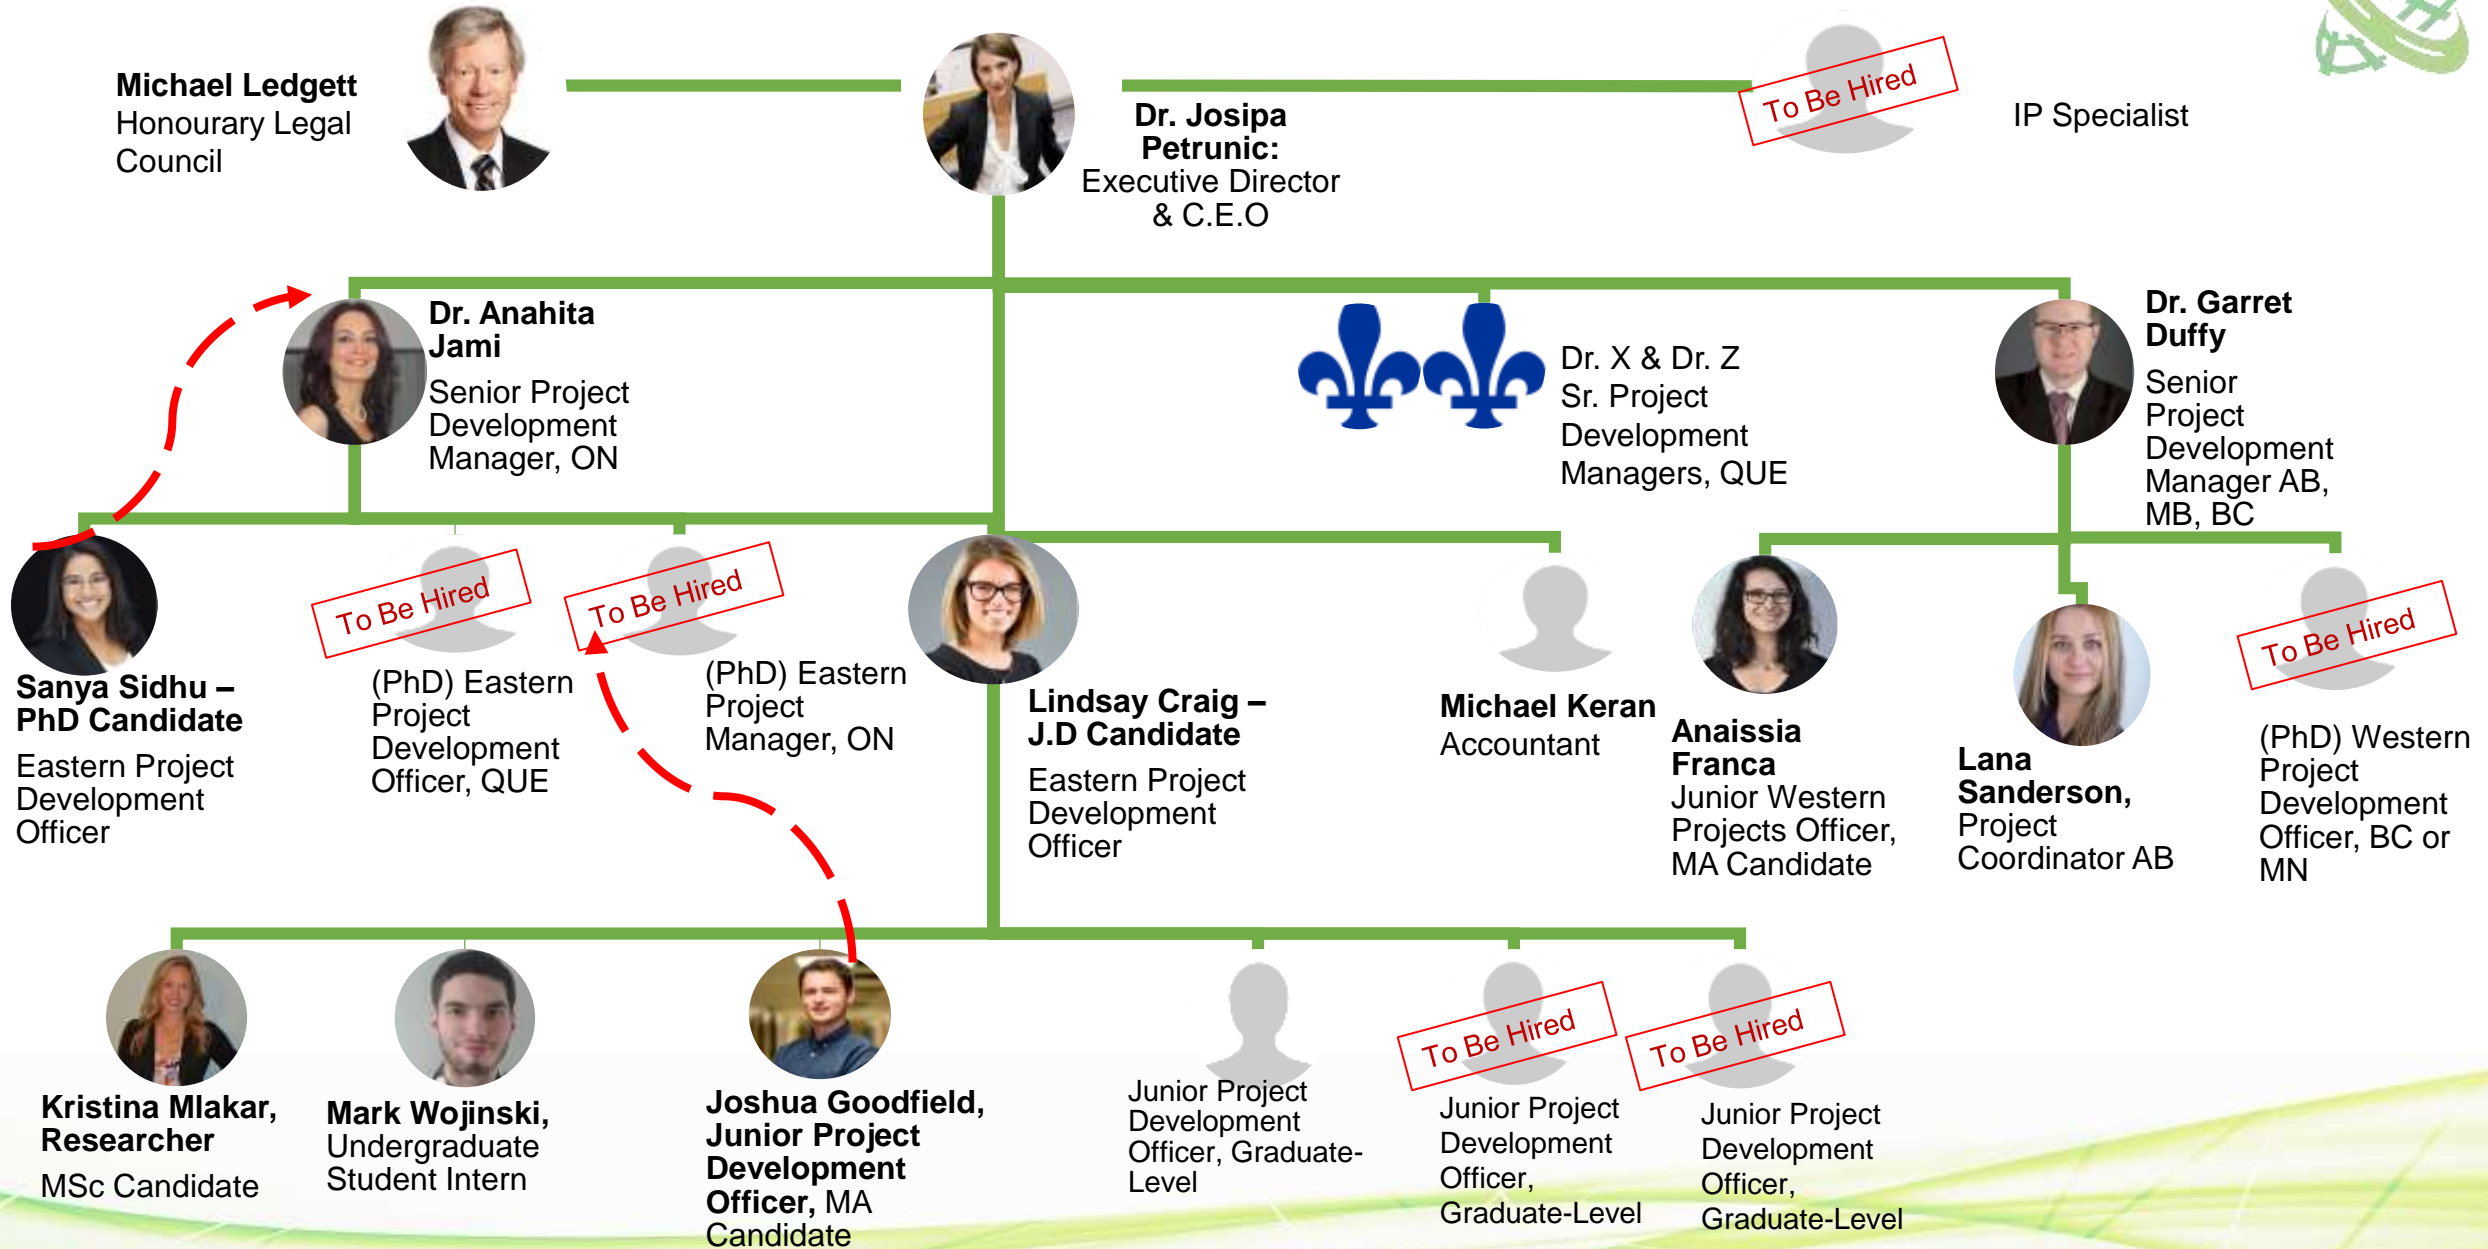 Michael Ledgett
Honourary Legal
Council
Dr. Josipa
Petrunic:
Executive Director
& C.E.O
To Be Hired
IP Specialist
Dr. Anahita
Jami
Senior Project
Development
Manager, ON
Dr. X & Dr. Z
Sr. Project
Development
Managers, QUE
Dr. Garret
Duffy
Senior
Project
Development
Manager AB,
MB, BC
Sanya Sidhu –
PhD Candidate
Eastern Project
Development
Officer
To Be Hired
(PhD) Eastern
Project
Development
Officer, QUE
To Be Hired
(PhD) Eastern
Project
Manager, ON
Lindsay Craig –
J.D Candidate
Eastern Project
Development
Officer
Michael Keran
Accountant
Anaissia
Franca
Junior Western
Projects Officer,
MA Candidate
Lana
Sanderson,
Project
Coordinator AB
To Be Hired
(PhD) Western
Project
Development
Officer, BC or
MN
Kristina Mlakar,
Researcher
MSc Candidate
Mark Wojinski,
Undergraduate
Student Intern
Joshua Goodfield,
Junior Project
Development
Officer, MA
Candidate
Junior Project
Development
Officer, Graduate-
Level
To Be Hired
Junior Project
Development
Officer,
Graduate-Level
To Be Hired
Junior Project
Development
Officer,
Graduate-Level